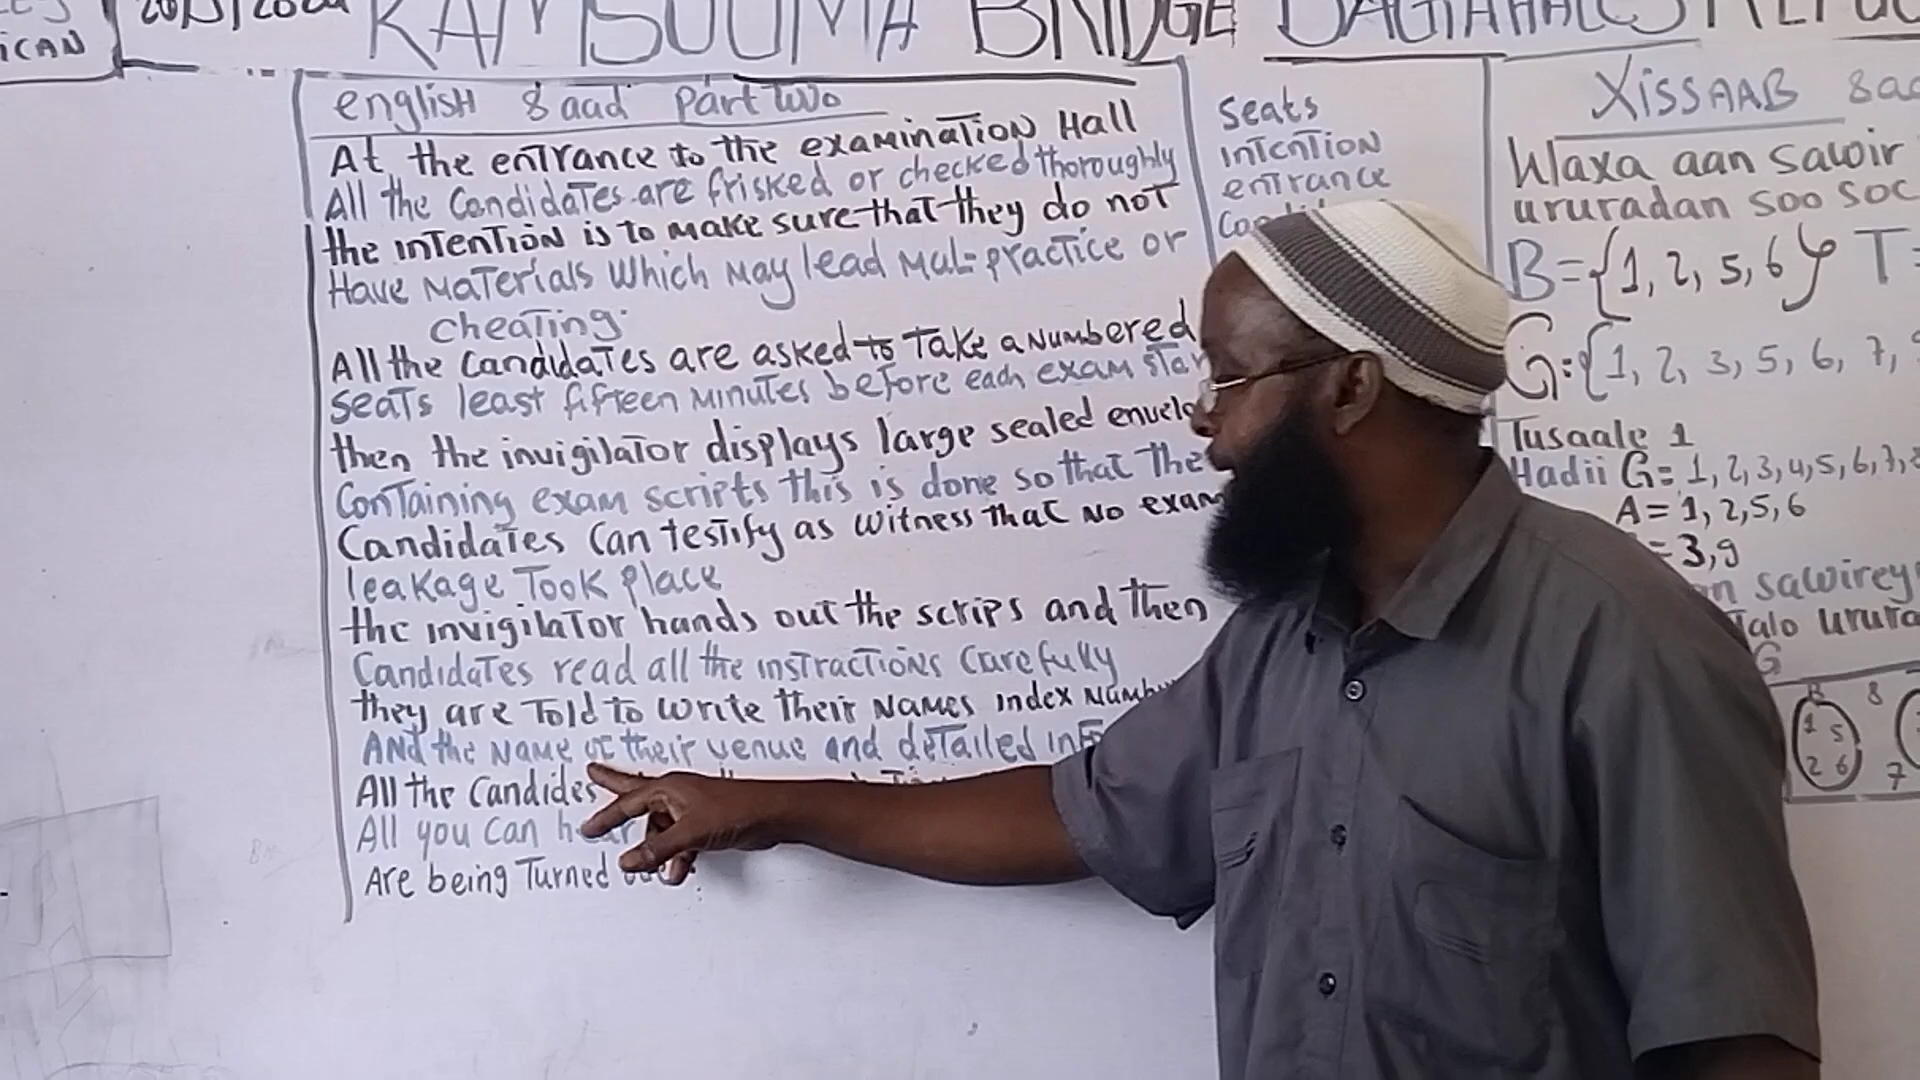 iCAN
KAMSUUMA BRIDGE DAGAHALEY
english 8aad Part Two
At the entrance to the examination Hall
All the Candidates are frisked or checked thoroughly
the intention is to make sure that they do not
Have Materials which may lead mal-practice or
cheating.
All the candidates are asked to Take a Numbered
seats least fifteen minutes before each exam
then the invigilator displays large sealed
Containing exam scripts this is done so that the
Candidates Can testify as witness that no exam
leakage Took place
the invigilator hands out the scrips and then
Candidates read all the instractions Carefully
they are Told to write their Names index
And the Name of their venue and detailed
All the Candides
All you can hear
Are being Turned
Seats
intention
entrance
XiSSAAB
Waxa aan sawir
ururadan soo soc
B={1, 2, 5, 6} T=
G={1, 2, 3, 5, 6, 7,
Tusaale 1
Hadii G= 1, 2, 3, 4, 5, 6, 7,
A= 1, 2, 5, 6
= 3, 9
sawirey
G
B 8
1 5
2 6 7